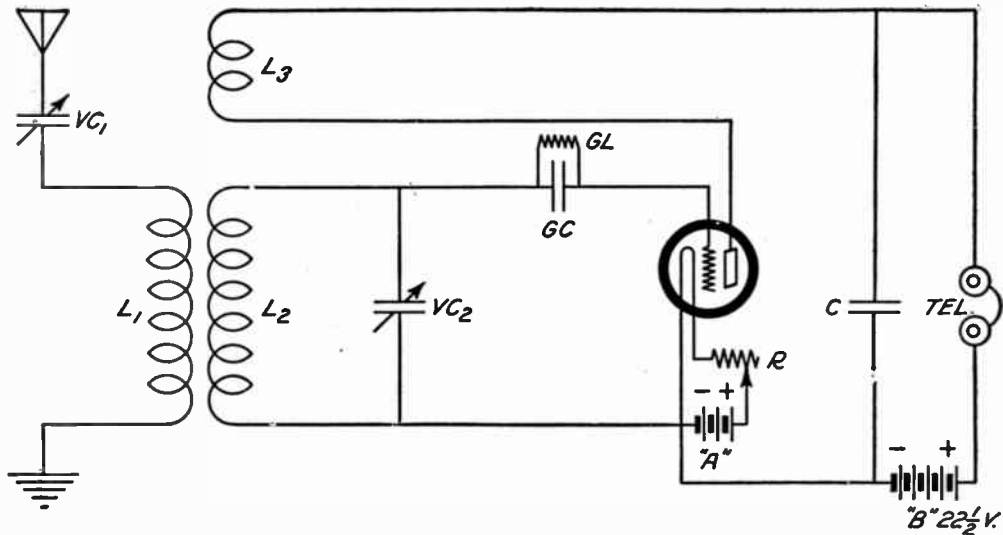 L3
VC1
GL
GC
L1
L2
VC2
C
TEL.
R
- +
"A"
- +
"B" 22½ V.